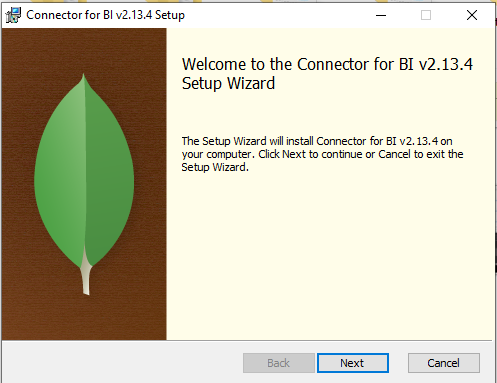 Connector for BI v2.13.4 Setup
Welcome to the Connector for BI v2.13.4
Setup Wizard
The Setup Wizard will install Connector for BI v2.13.4 on
your computer. Click Next to continue or Cancel to exit the
Setup Wizard.
Back
Next
Cancel